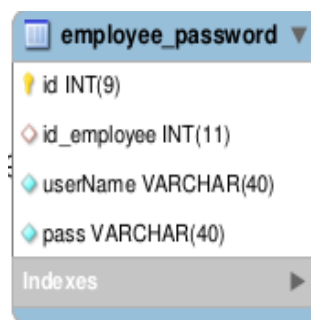 employee_password
id INT(9)
id_employee INT(11)
userName VARCHAR(40)
pass VARCHAR(40)
Indexes